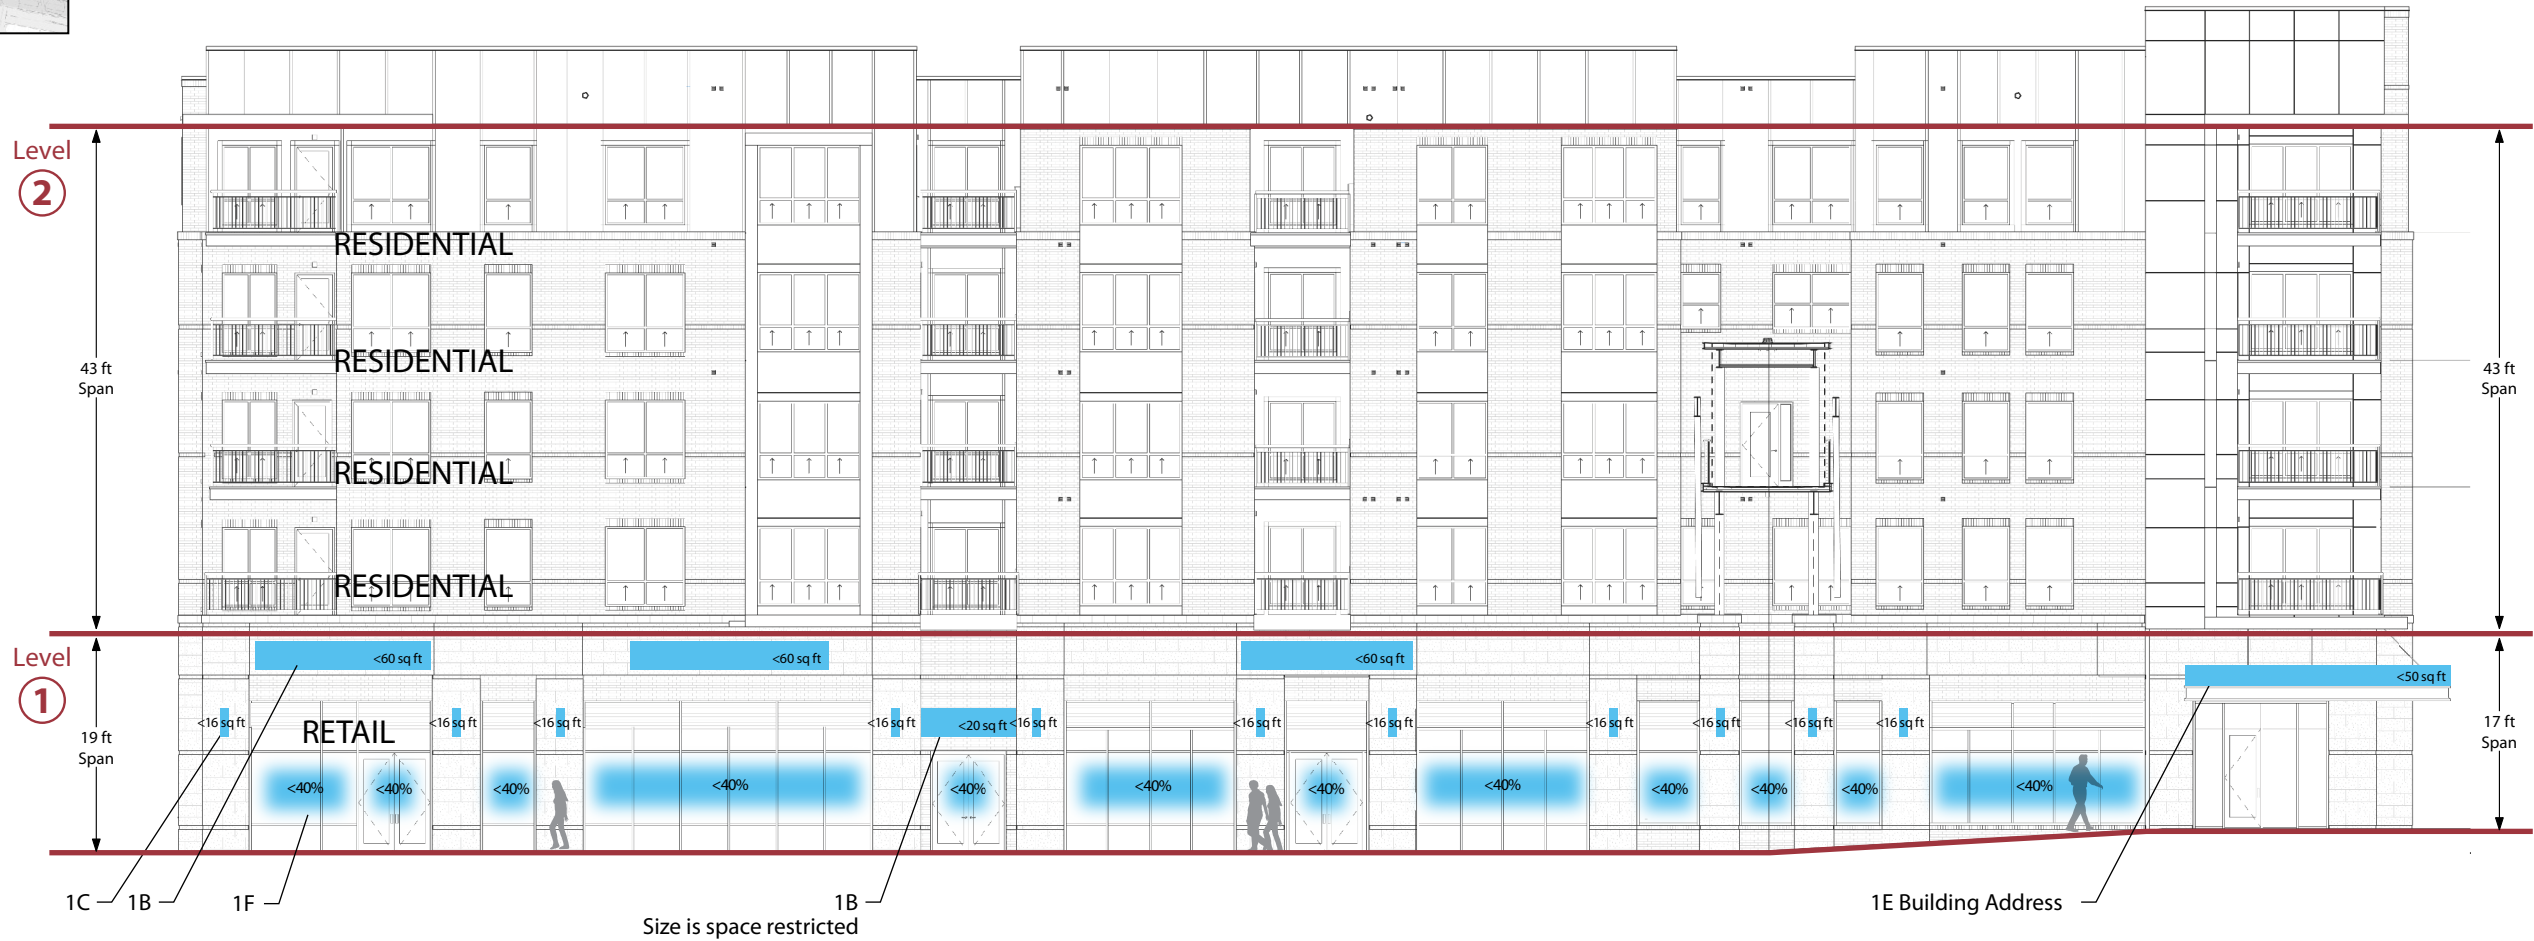 Level
2
43 ft
Span
43 ft
Span
RESIDENTIAL
RESIDENTIAL
RESIDENTIAL
RESIDENTIAL
Level
1
19 ft
Span
17 ft
Span
<60 sq ft
<60 sq ft
<60 sq ft
<50 sq ft
<16 sq ft
RETAIL
<16 sq ft
<16 sq ft
<16 sq ft
<20 sq ft
<16 sq ft
<16 sq ft
<16 sq ft
<16 sq ft
<16 sq ft
<16 sq ft
<16 sq ft
<40%
<40%
<40%
<40%
<40%
<40%
<40%
<40%
<40%
<40%
<40%
<40%
1C
1B
1F
1B
Size is space restricted
1E Building Address